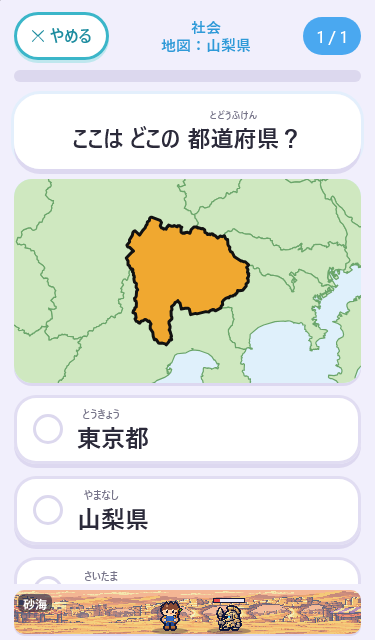 × やめる
社会
地図：山梨県
1 / 1
とどうふけん
ここは どこの 都道府県？
とうきょう
東京都
やまなし
山梨県
さいたま
砂海